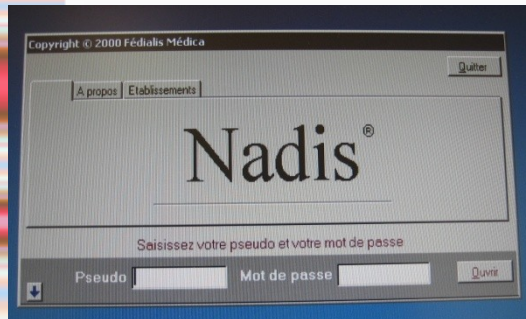 Copyright © 2000 Fédialis Médica
Quitter
A propos Etablissements
Nadis®
Saisissez votre pseudo et votre mot de passe
Pseudo Mot de passe Ouvrir